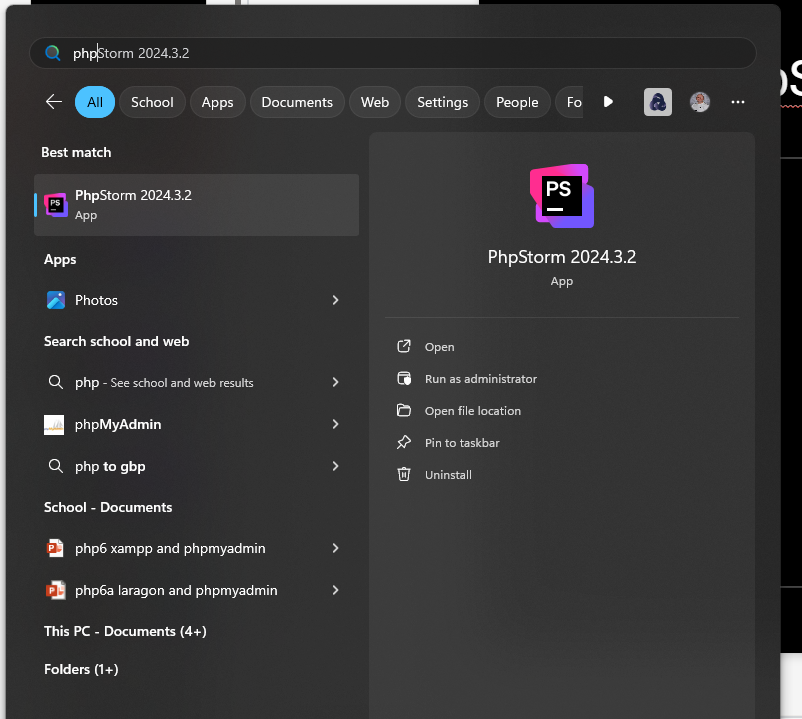 phpStorm 2024.3.2
All School Apps Documents Web Settings People Fo
Best match
PhpStorm 2024.3.2
App
Apps
Photos
Search school and web
php - See school and web results
phpMyAdmin
php to gbp
School - Documents
php6 xampp and phpmyadmin
php6a laragon and phpmyadmin
This PC - Documents (4+)
Folders (1+)
PS
PhpStorm 2024.3.2
App
Open
Run as administrator
Open file location
Pin to taskbar
Uninstall